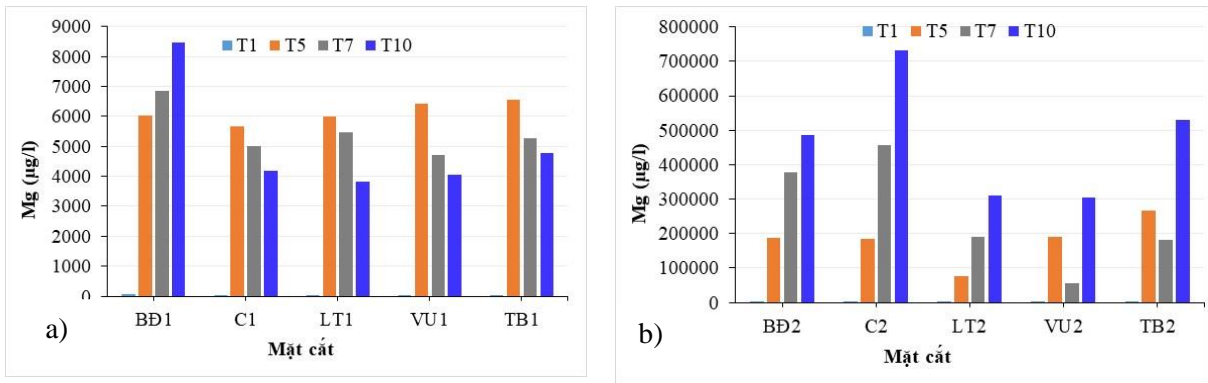 T1 T5 T7 T10
Mg (µg/l)
9000
8000
7000
6000
5000
4000
3000
2000
1000
0
BĐ1 C1 LT1 VU1 TB1
Mặt cắt
a)
T1 T5 T7 T10
Mg (µg/l)
800000
700000
600000
500000
400000
300000
200000
100000
0
BĐ2 C2 LT2 VU2 TB2
Mặt cắt
b)